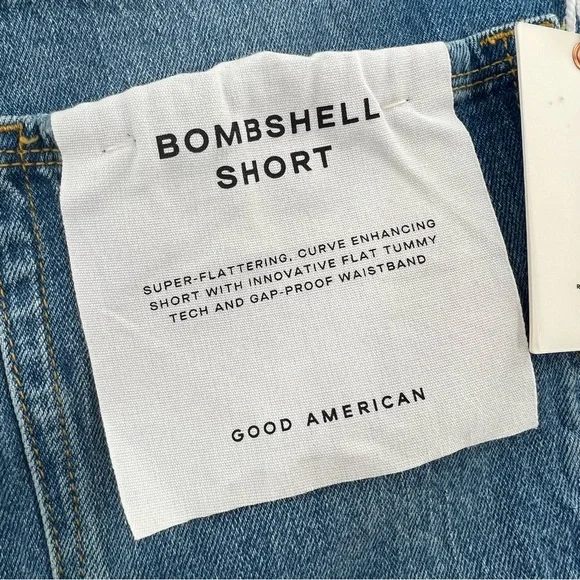 BOMBSHELL
SHORT
SUPER-FLATTERING, CURVE ENHANCING
SHORT WITH INNOVATIVE FLAT TUMMY
TECH AND GAP-PROOF WAISTBAND
GOOD AMERICAN